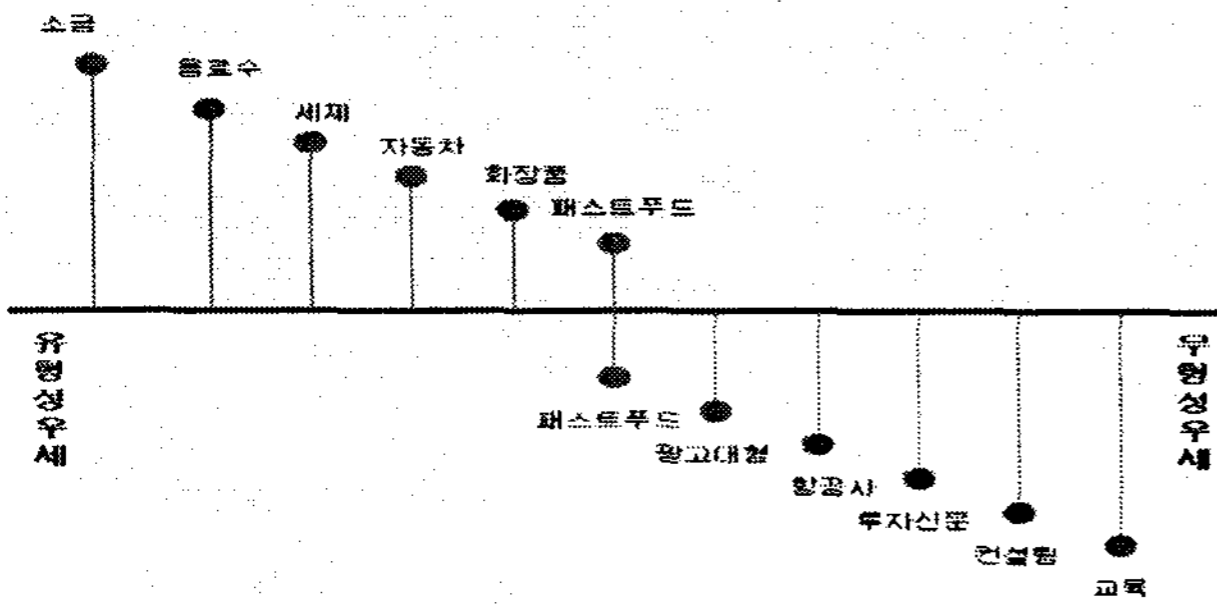 소금
음료수
세제
자동차
화장품
패스트푸드
유형성우세
무형성우세
패스트푸드
광고대행
항공사
투자신문
컨설팅
교육